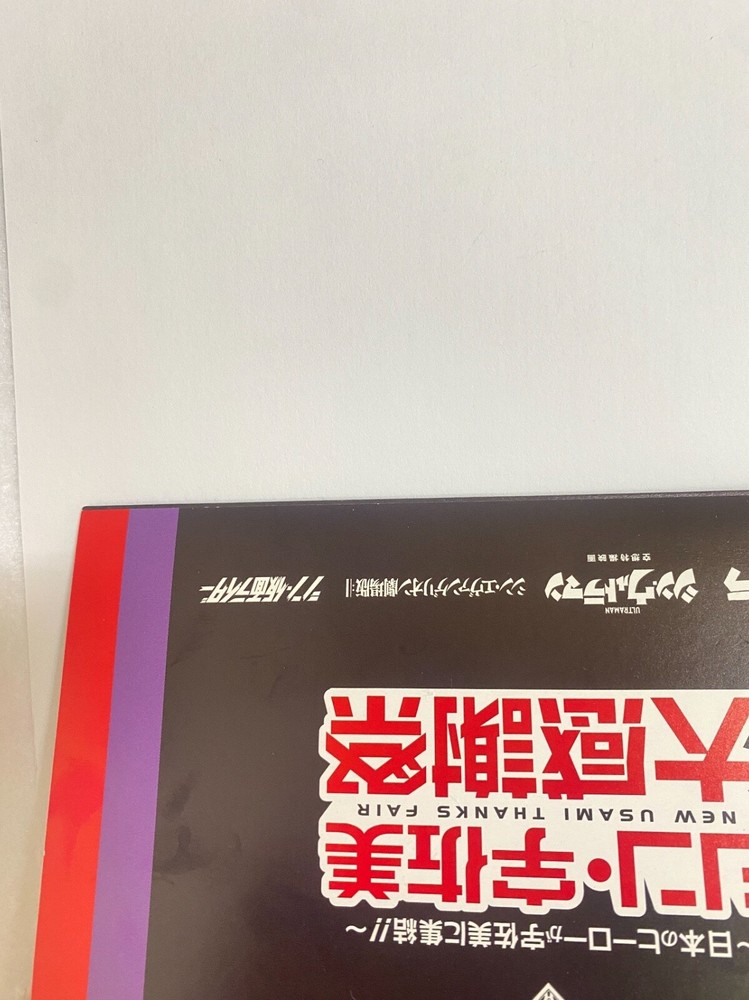 ~日本のヒーローが宇佐美に集結!!~
シン・宇佐美
NEW USAMI THANKS FAIR
大感謝祭
ULTRAMAN
シン・ウルトラマン シン・エヴァンゲリオン劇場版:|| シン・仮面ライダー
空想特撮映画